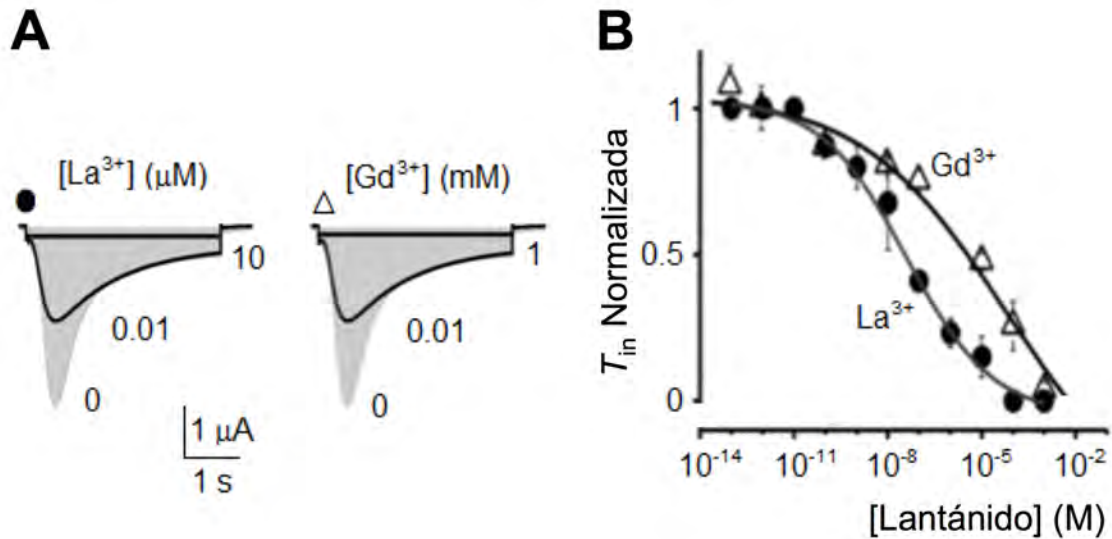 A
[La³⁺] (µM)
10
0.01
0
[Gd³⁺] (mM)
1
0.01
0
1 µA
1 s
B
T_in Normalizada
1
0.5
0
Gd³⁺
La³⁺
10⁻¹⁴
10⁻¹¹
10⁻⁸
10⁻⁵
10⁻²
[Lantánido] (M)